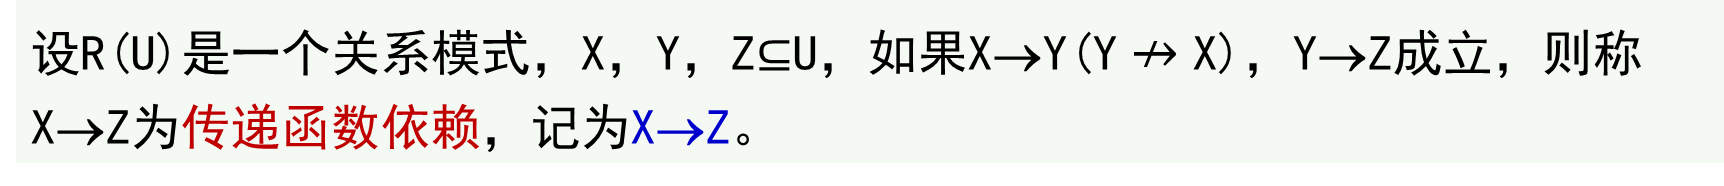 设R(U)是一个关系模式，X，Y，Z⊆U，如果X→Y(Y ↛ X)，Y→Z成立，则称
X→Z为传递函数依赖，记为X→Z。